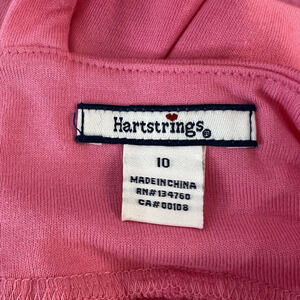 Hartstrings®
10
MADE IN CHINA
RN# 134760
CA# 00108